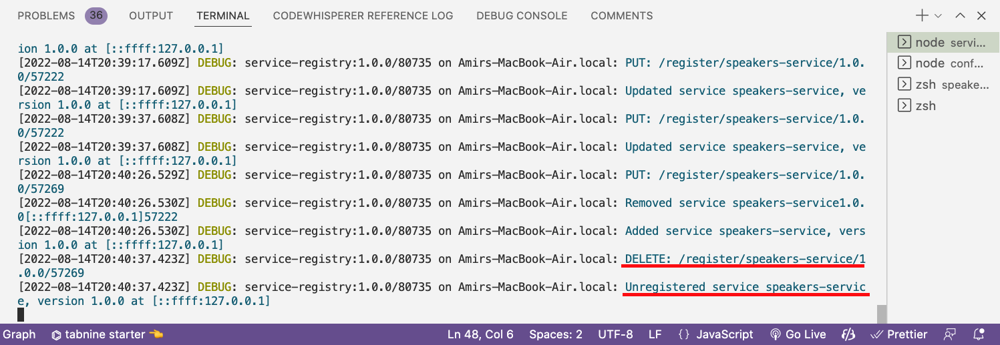 PROBLEMS 36 OUTPUT TERMINAL CODEWHISPERER REFERENCE LOG DEBUG CONSOLE COMMENTS
ion 1.0.0 at [::ffff:127.0.0.1]
[2022-08-14T20:39:17.609Z] DEBUG: service-registry:1.0.0/80735 on Amirs-MacBook-Air.local: PUT: /register/speakers-service/1.0.
0/57222
[2022-08-14T20:39:17.609Z] DEBUG: service-registry:1.0.0/80735 on Amirs-MacBook-Air.local: Updated service speakers-service, ve
rsion 1.0.0 at [::ffff:127.0.0.1]
[2022-08-14T20:39:37.608Z] DEBUG: service-registry:1.0.0/80735 on Amirs-MacBook-Air.local: PUT: /register/speakers-service/1.0.
0/57222
[2022-08-14T20:39:37.608Z] DEBUG: service-registry:1.0.0/80735 on Amirs-MacBook-Air.local: Updated service speakers-service, ve
rsion 1.0.0 at [::ffff:127.0.0.1]
[2022-08-14T20:40:26.529Z] DEBUG: service-registry:1.0.0/80735 on Amirs-MacBook-Air.local: PUT: /register/speakers-service/1.0.
0/57269
[2022-08-14T20:40:26.530Z] DEBUG: service-registry:1.0.0/80735 on Amirs-MacBook-Air.local: Removed service speakers-service1.0.
0[::ffff:127.0.0.1]57222
[2022-08-14T20:40:26.530Z] DEBUG: service-registry:1.0.0/80735 on Amirs-MacBook-Air.local: Added service speakers-service, vers
ion 1.0.0 at [::ffff:127.0.0.1]
[2022-08-14T20:40:37.423Z] DEBUG: service-registry:1.0.0/80735 on Amirs-MacBook-Air.local: DELETE: /register/speakers-service/1
.0.0/57269
[2022-08-14T20:40:37.423Z] DEBUG: service-registry:1.0.0/80735 on Amirs-MacBook-Air.local: Unregistered service speakers-servic
e, version 1.0.0 at [::ffff:127.0.0.1]
node servi...
node conf...
zsh speake...
zsh
Graph tabnine starter 👈 Ln 48, Col 6 Spaces: 2 UTF-8 LF {} JavaScript Go Live Prettier